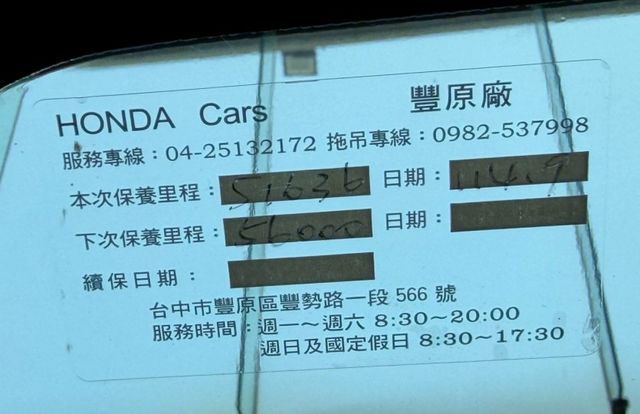 HONDA Cars 豐原廠
服務專線：04-25132172 拖吊專線：0982-537998
本次保養里程：51636 日期：114.9
下次保養里程：56000 日期：
續保日期：
台中市豐原區豐勢路一段 566 號
服務時間：週一～週六 8:30～20:00
週日及國定假日 8:30～17:30